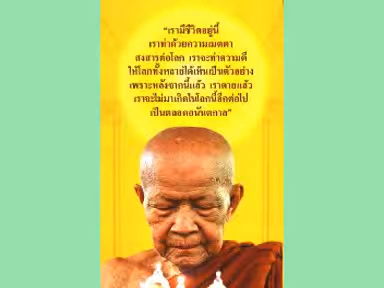 “เรามีชีวิตอยู่นี้
เราทำด้วยความเมตตา
สงสารต่อโลก เราจะทำความดี
ให้โลกทั้งหลายได้เห็นเป็นตัวอย่าง
เพราะหลังจากนี้แล้ว เราตายแล้ว
เราจะไม่มาเกิดในโลกนี้อีกต่อไป
เป็นตลอดอนันตกาล”